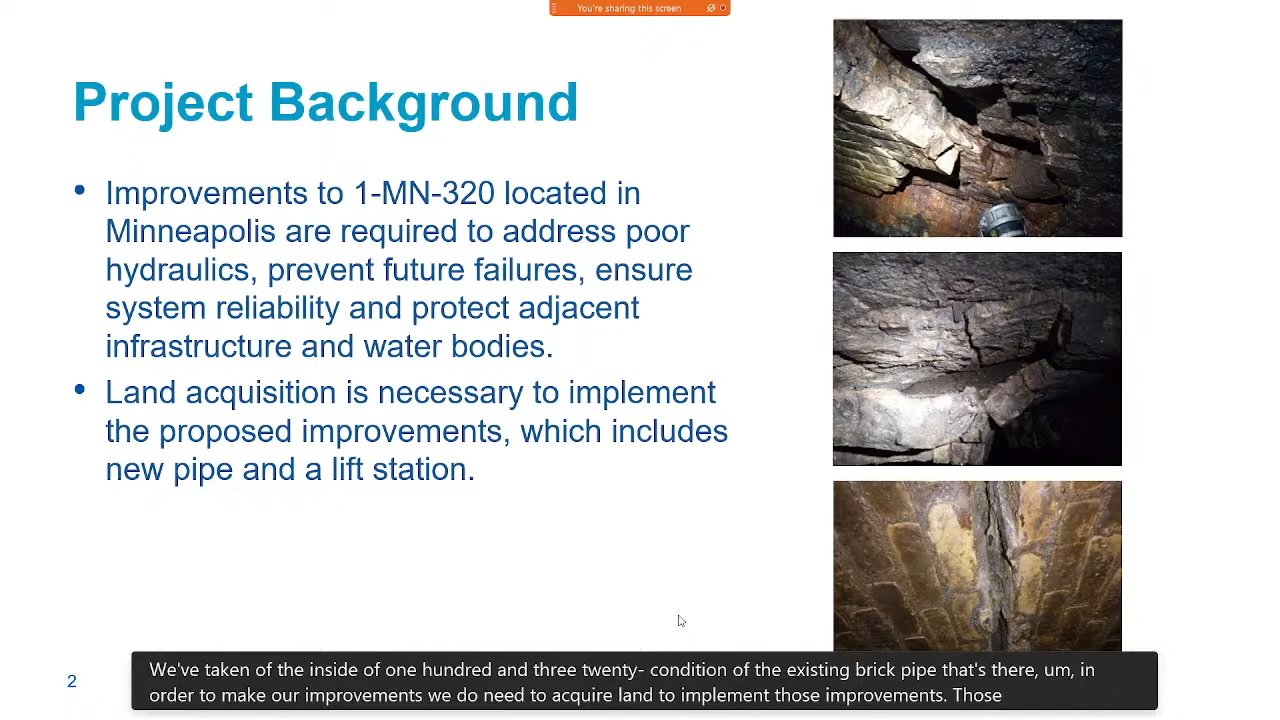 You're sharing this screen
Project Background
• Improvements to 1-MN-320 located in
Minneapolis are required to address poor
hydraulics, prevent future failures, ensure
system reliability and protect adjacent
infrastructure and water bodies.
• Land acquisition is necessary to implement
the proposed improvements, which includes
new pipe and a lift station.
2
We've taken of the inside of one hundred and three twenty- condition of the existing brick pipe that's there, um, in
order to make our improvements we do need to acquire land to implement those improvements. Those